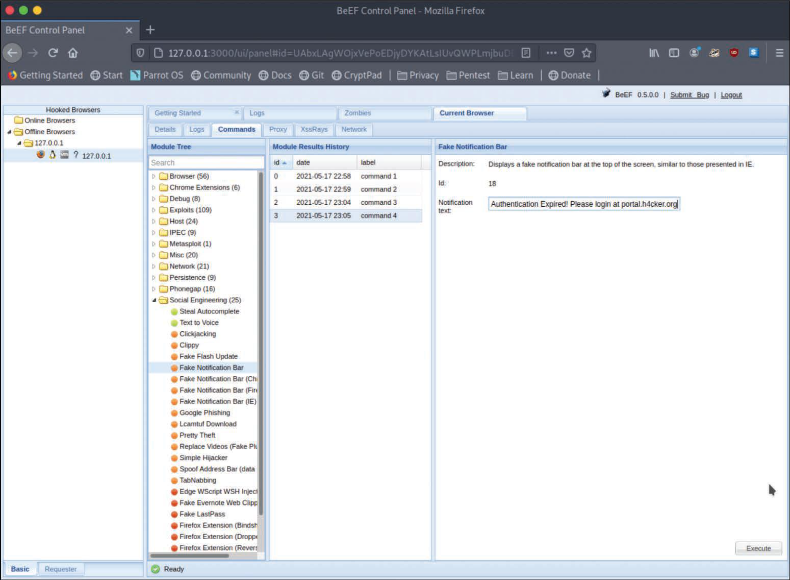 BeEF Control Panel - Mozilla Firefox
BeEF Control Panel × +
127.0.0.1:3000/ui/panel#id=
Getting Started Start Parrot OS Community Docs Git CryptPad Privacy Pentest Learn Donate
BeEF 0.5.0.0 | Submit Bug | Logout
Hooked Browsers
Online Browsers
Offline Browsers
127.0.0.1
? 127.0.0.1
Getting Started × Logs Zombies Current Browser
Details Logs Commands Proxy XssRays Network
Module Tree
Search
Browser (56)
Chrome Extensions (6)
Debug (8)
Exploits (109)
Host (24)
IPEC (9)
Metasploit (1)
Misc (20)
Network (21)
Persistence (9)
Phonegap (16)
Social Engineering (25)
Steal Autocomplete
Text to Voice
Clickjacking
Clippy
Fake Flash Update
Fake Notification Bar
Fake Notification Bar (Ch
Fake Notification Bar (Fire
Fake Notification Bar (IE)
Google Phishing
Lcamtuf Download
Pretty Theft
Replace Videos (Fake Plu
Simple Hijacker
Spoof Address Bar (data
TabNabbing
Edge WScript WSH Inject
Fake Evernote Web Clipp
Fake LastPass
Firefox Extension (Bindsh
Firefox Extension (Droppe
Firefox Extension (Revers
Module Results History
id date label
0 2021-05-17 22:58 command 1
1 2021-05-17 22:59 command 2
2 2021-05-17 23:04 command 3
3 2021-05-17 23:05 command 4
Fake Notification Bar
Description: Displays a fake notification bar at the top of the screen, similar to those presented in IE.
Id: 18
Notification text: Authentication Expired! Please login at portal.h4cker.org
Execute
Basic Requester
Ready